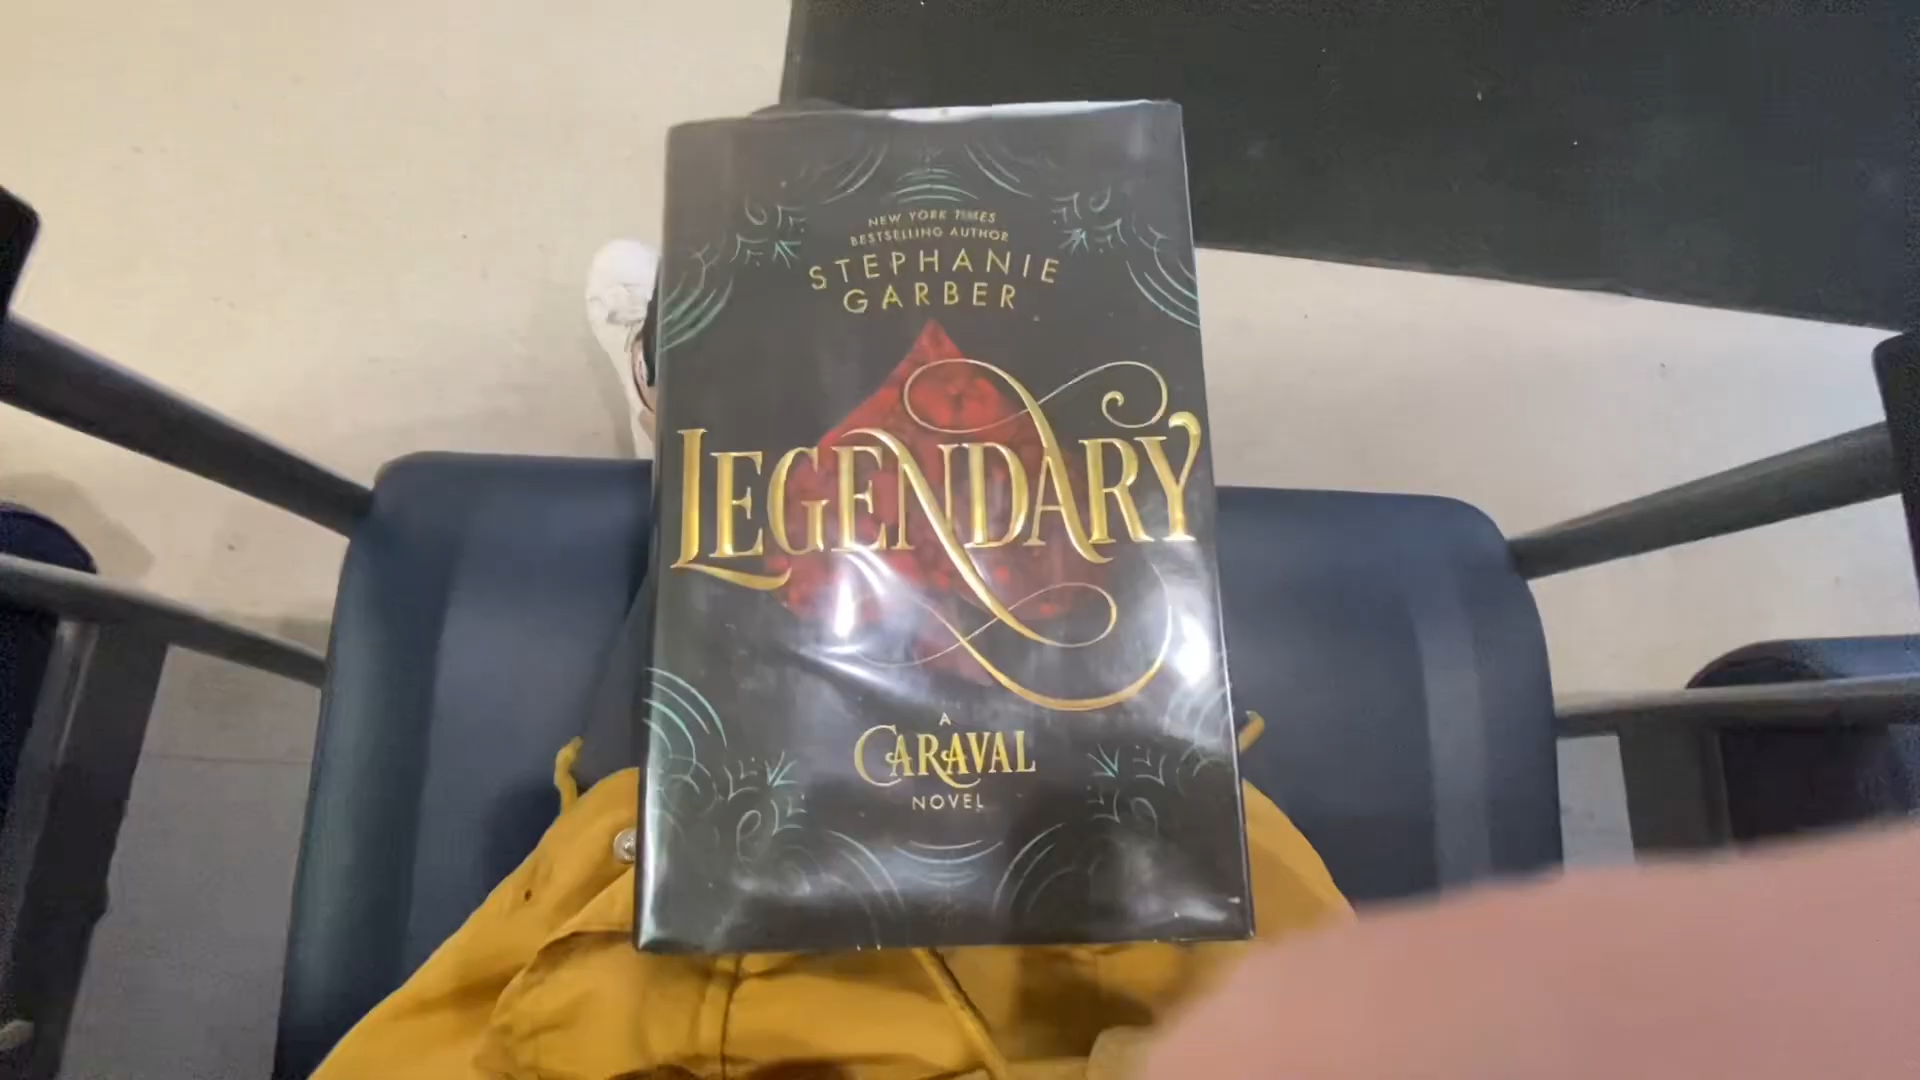 NEW YORK TIMES
BESTSELLING AUTHOR
STEPHANIE
GARBER
LEGENDARY
A
CARAVAL
NOVEL